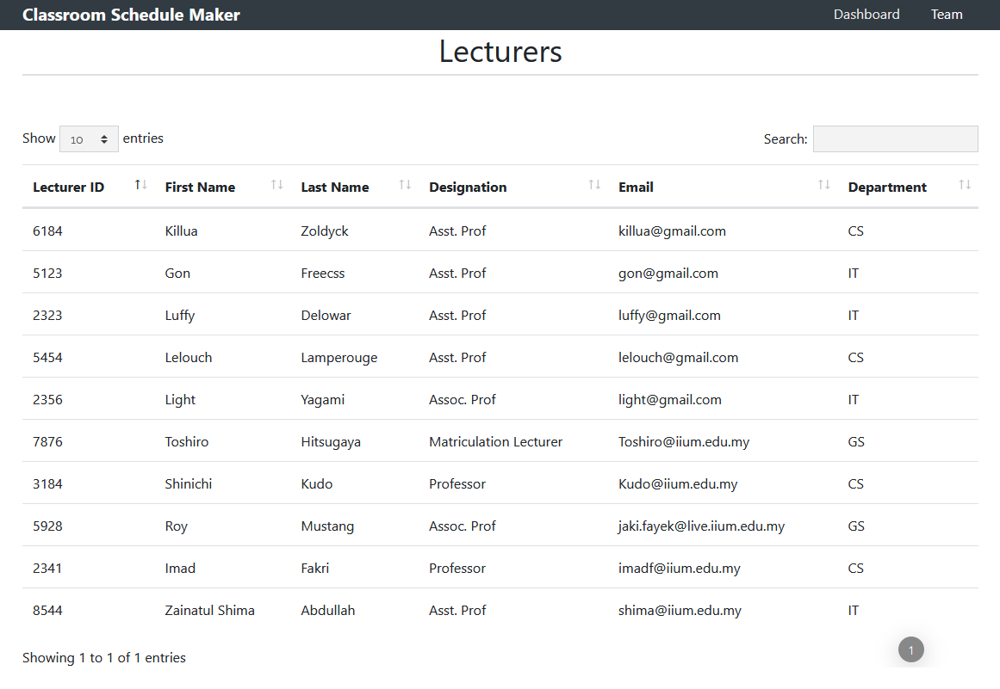 Classroom Schedule Maker Dashboard Team
Lecturers
Show 10 entries Search:
Lecturer ID First Name Last Name Designation Email Department
6184 Killua Zoldyck Asst. Prof killua@gmail.com CS
5123 Gon Freecss Asst. Prof gon@gmail.com IT
2323 Luffy Delowar Asst. Prof luffy@gmail.com IT
5454 Lelouch Lamperouge Asst. Prof lelouch@gmail.com CS
2356 Light Yagami Assoc. Prof light@gmail.com IT
7876 Toshiro Hitsugaya Matriculation Lecturer Toshiro@iium.edu.my GS
3184 Shinichi Kudo Professor Kudo@iium.edu.my CS
5928 Roy Mustang Assoc. Prof jaki.fayek@live.iium.edu.my GS
2341 Imad Fakri Professor imadf@iium.edu.my CS
8544 Zainatul Shima Abdullah Asst. Prof shima@iium.edu.my IT
Showing 1 to 1 of 1 entries 1